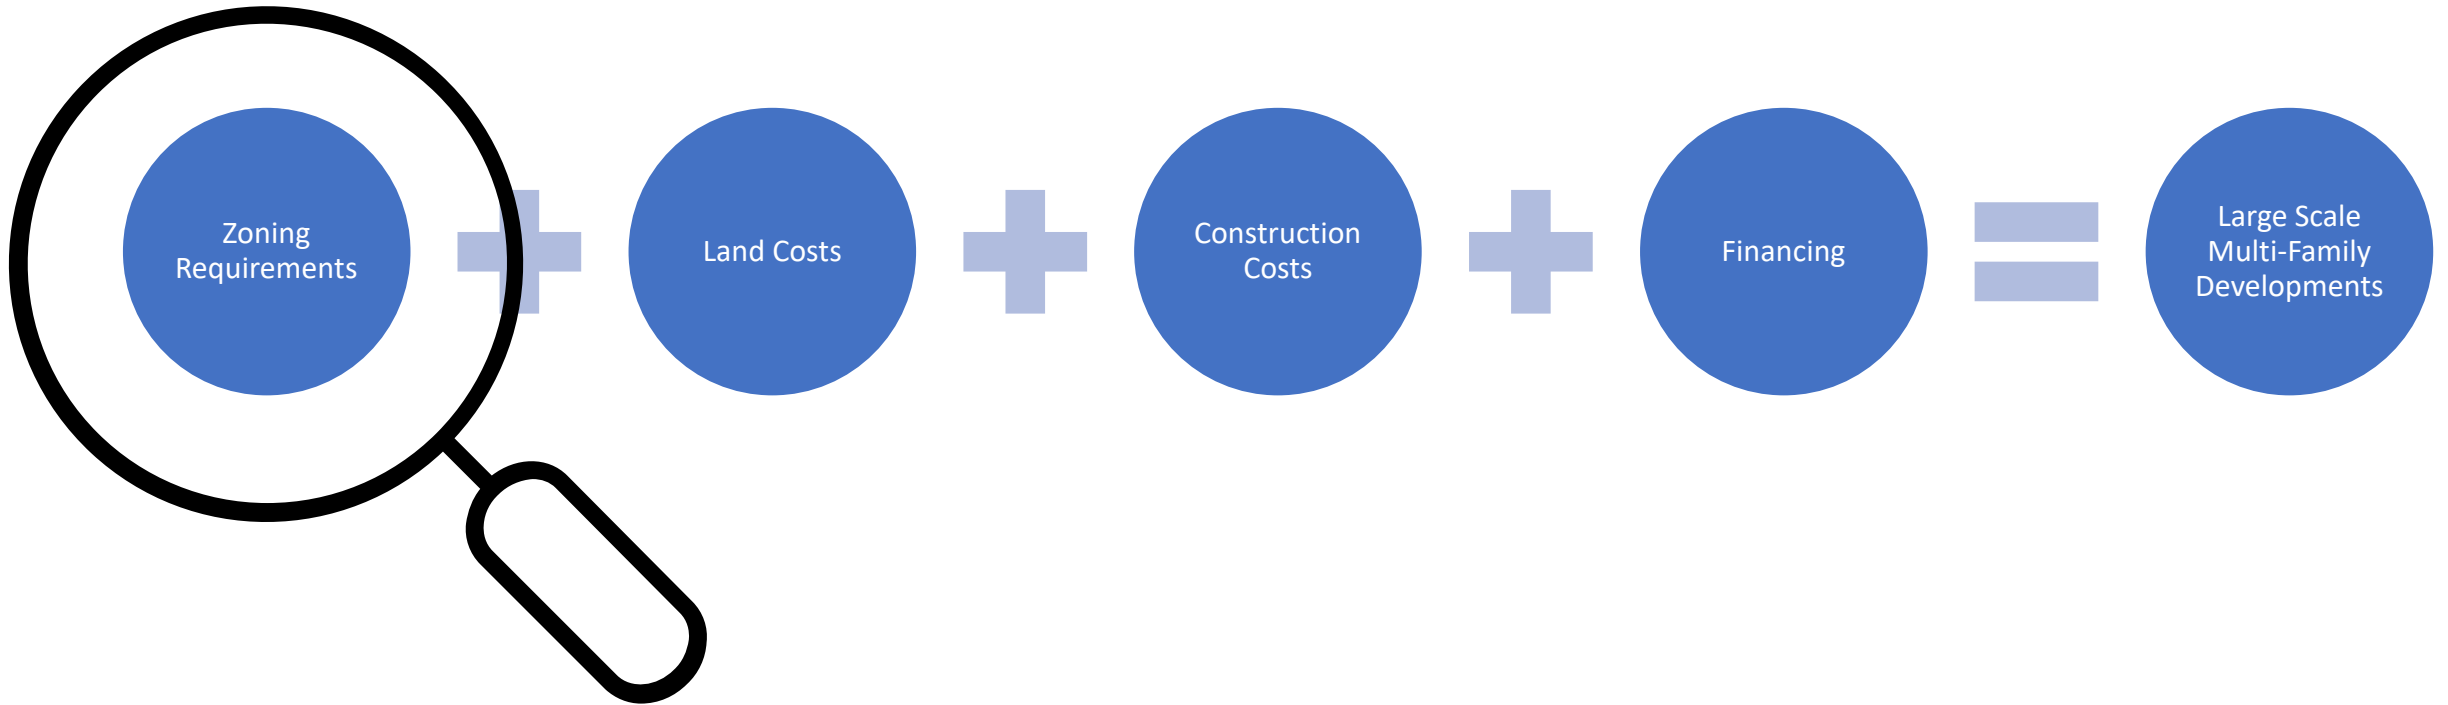 Zoning
Requirements
Land Costs
Construction
Costs
Financing
Large Scale
Multi-Family
Developments